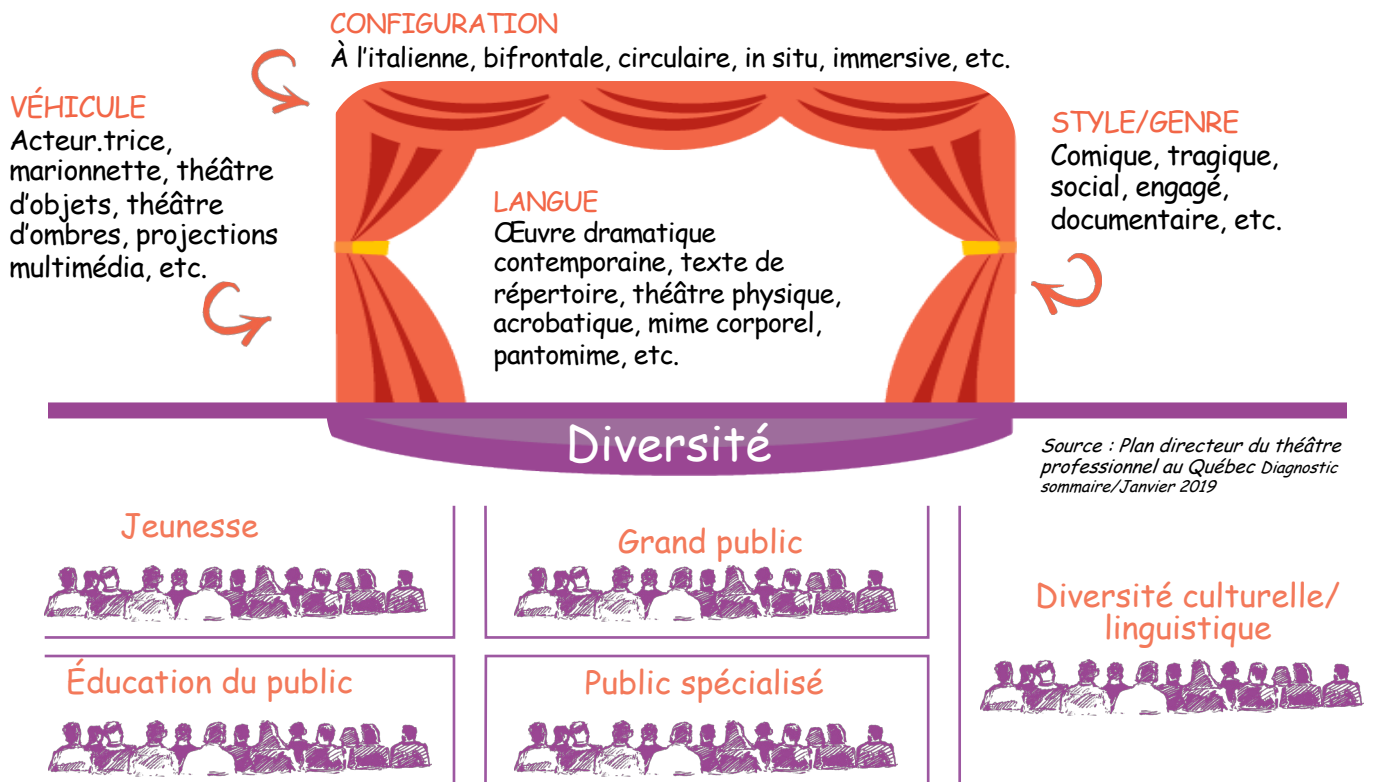 CONFIGURATION
À l'italienne, bifrontale, circulaire, in situ, immersive, etc.
VÉHICULE
Acteur.trice,
marionnette, théâtre
d'objets, théâtre
d'ombres, projections
multimédia, etc.
LANGUE
Œuvre dramatique
contemporaine, texte de
répertoire, théâtre physique,
acrobatique, mime corporel,
pantomime, etc.
STYLE/GENRE
Comique, tragique,
social, engagé,
documentaire, etc.
Diversité
Source : Plan directeur du théâtre
professionnel au Québec Diagnostic
sommaire/Janvier 2019
Jeunesse
Grand public
Diversité culturelle/
linguistique
Éducation du public
Public spécialisé